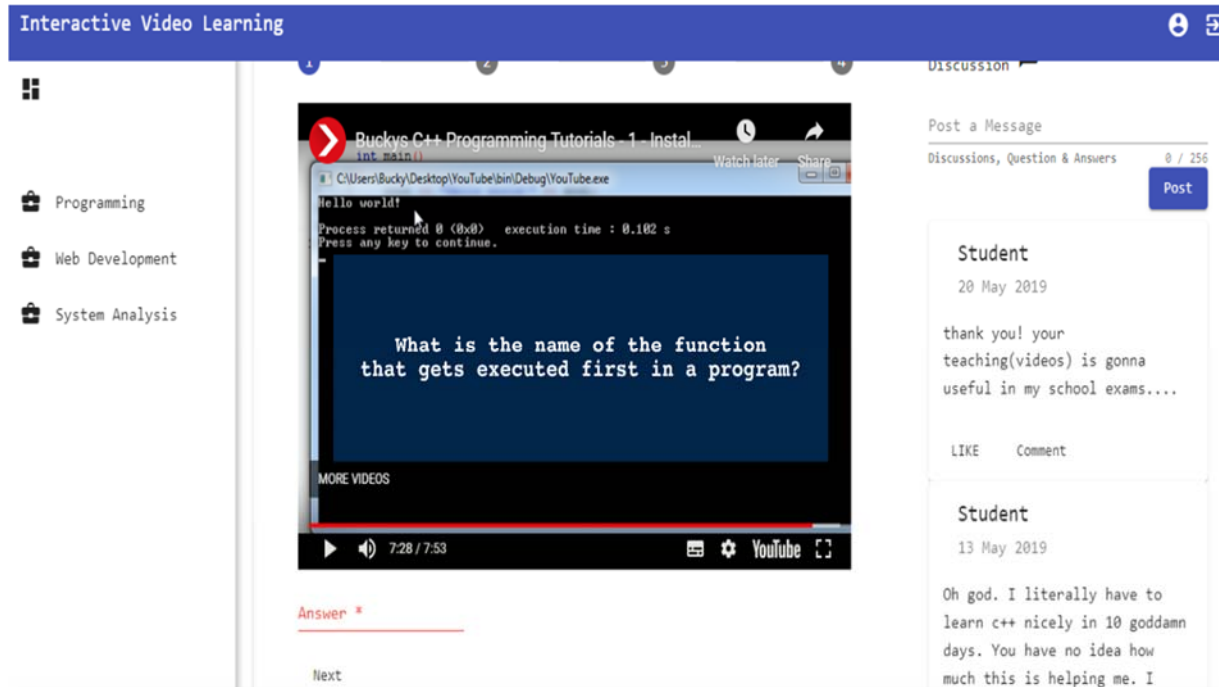 Interactive Video Learning
1
2
3
4
Programming
Web Development
System Analysis
Buckys C++ Programming Tutorials - 1 - Instal...
Watch later
Share
int main()
C:\Users\Bucky\Desktop\YouTube\bin\Debug\YouTube.exe
Hello world!
Process returned 0 (0x0) execution time : 0.102 s
Press any key to continue.
What is the name of the function
that gets executed first in a program?
MORE VIDEOS
7:28 / 7:53
YouTube
Answer *
Next
Discussion
Post a Message
Discussions, Question & Answers
0 / 256
Post
Student
20 May 2019
thank you! your
teaching(videos) is gonna
useful in my school exams....
LIKE Comment
Student
13 May 2019
Oh god. I literally have to
learn c++ nicely in 10 goddamn
days. You have no idea how
much this is helping me. I